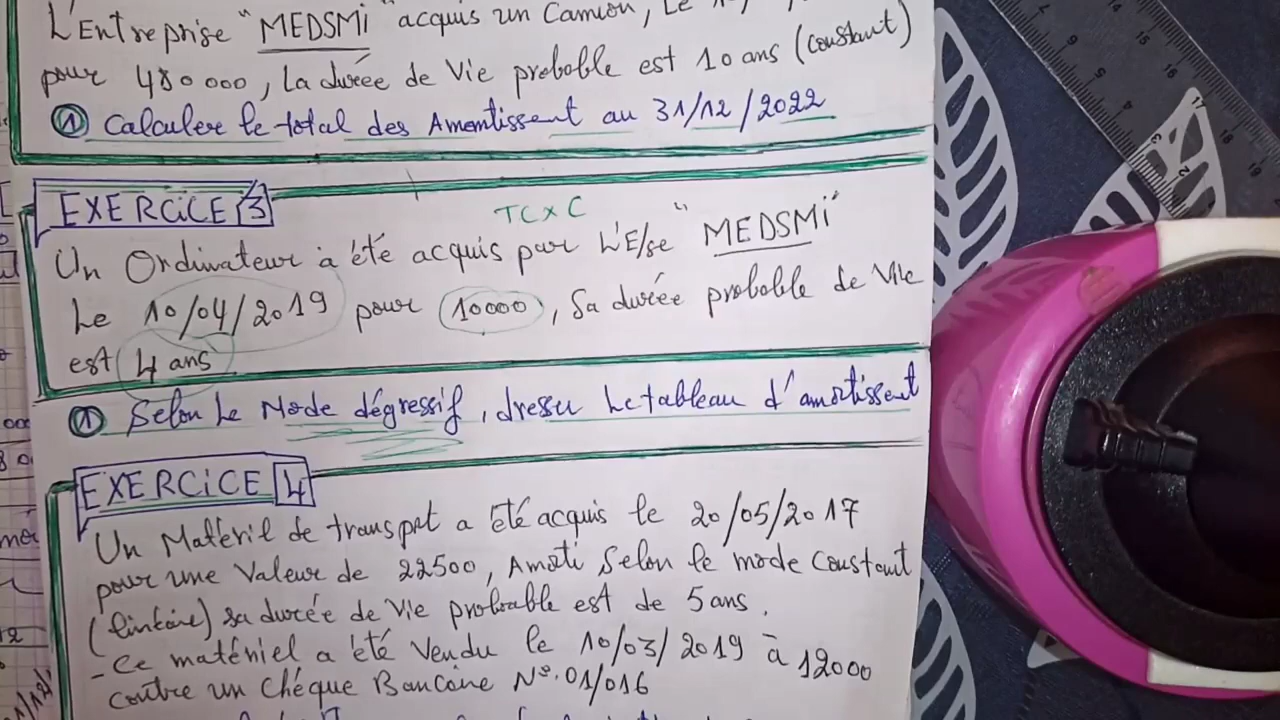 L'Entreprise "MEDSMi" acquis un Camion, Le
pour 480000, La durée de Vie probable est 10 ans (constant)
① Calculer le total des Amortissent au 31/12/2022
EXERCiCE 3
TC x C
Un Ordinateur à été acquis par L'E/se "MEDSMi"
Le 10/04/2019 pour 10000, Sa durée probable de Vie
est 4 ans
① Selon Le Mode dégressif, dresser Le tableau d'amortissent
EXERCiCE 4
Un Matériel de transport a été acquis le 20/05/2017
pour une Valeur de 22500, Amorti Selon le mode Constant
(linéaire) sa durée de Vie probable est de 5 ans.
- Ce matériel a été Vendu le 10/03/2019 à 12000
contre un chéque Bancaire N°.01/016